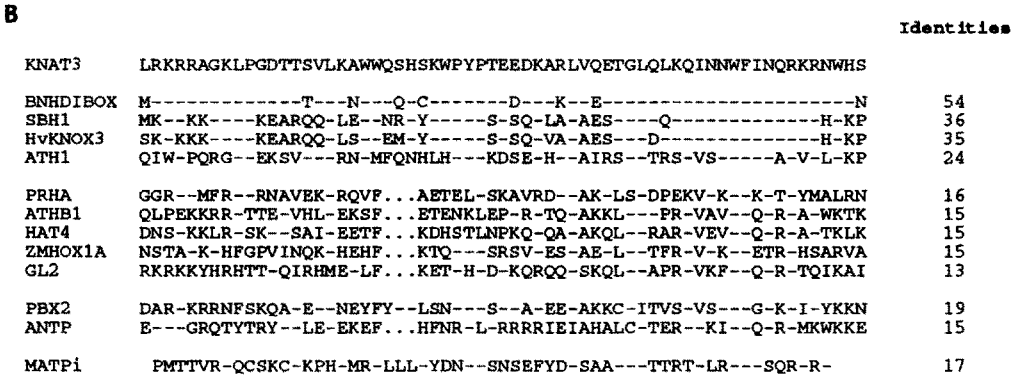 B
Identities
KNAT3 LRKRRAGKLPGDTTSVLKAWWQSHSKWPYPTEEDKARLVQETGLQLKQINNWFINQRKRNWHS
BNHDIBOX M--------------T---N---Q-C--------D---K--E-------------------------N 54
SBH1 MK--KK----KEARQQ-LE--NR-Y------S-SQ-LA-AES----Q---------------H-KP 36
HvKNOX3 SK-KKK----KEARQQ-LS--EM-Y------S-SQ-VA-AES---D----------------H-KP 35
ATH1 QIW-PQRG--EKSV---RN-MFQNHLH---KDSE-H--AIRS--TRS-VS-----A-V-L-KP 24
PRHA GGR--MFR--RNAVEK-RQVF...AETEL-SKAVRD--AK-LS-DPEKV-K--K-T-YMALRN 16
ATHB1 QLPEKKRR-TTE-VHL-EKSF...ETENKLEP-R-TQ-AKKL---PR-VAV--Q-R-A-WKTK 15
HAT4 DNS-KKLR-SK--SAI-EETF...KDHSTLNPKQ-QA-AKQL--RAR-VEV--Q-R-A-TKLK 15
ZMHOX1A NSTA-K-HFGPVINQK-HEHF...KTQ---SRSV-ES-AE-L--TFR-V-K--ETR-HSARVA 15
GL2 RKRKKYHRHTT-QIRHME-LF...KET-H-D-KQRQQ-SKQL--APR-VKF--Q-R-TQIKAI 13
PBX2 DAR-KRRNFSKQA-E--NEYFY--LSN---S--A-EE-AKKC-ITVS-VS---G-K-I-YKKN 19
ANTP E---GRQTYTRY--LE-EKEF...HFNR-L-RRRRIEIAHALC-TER--KI--Q-R-MKWKKE 15
MATPi PMTTVR-QCSKC-KPH-MR-LLL-YDN--SNSEFYD-SAA---TTRT-LR---SQR-R- 17